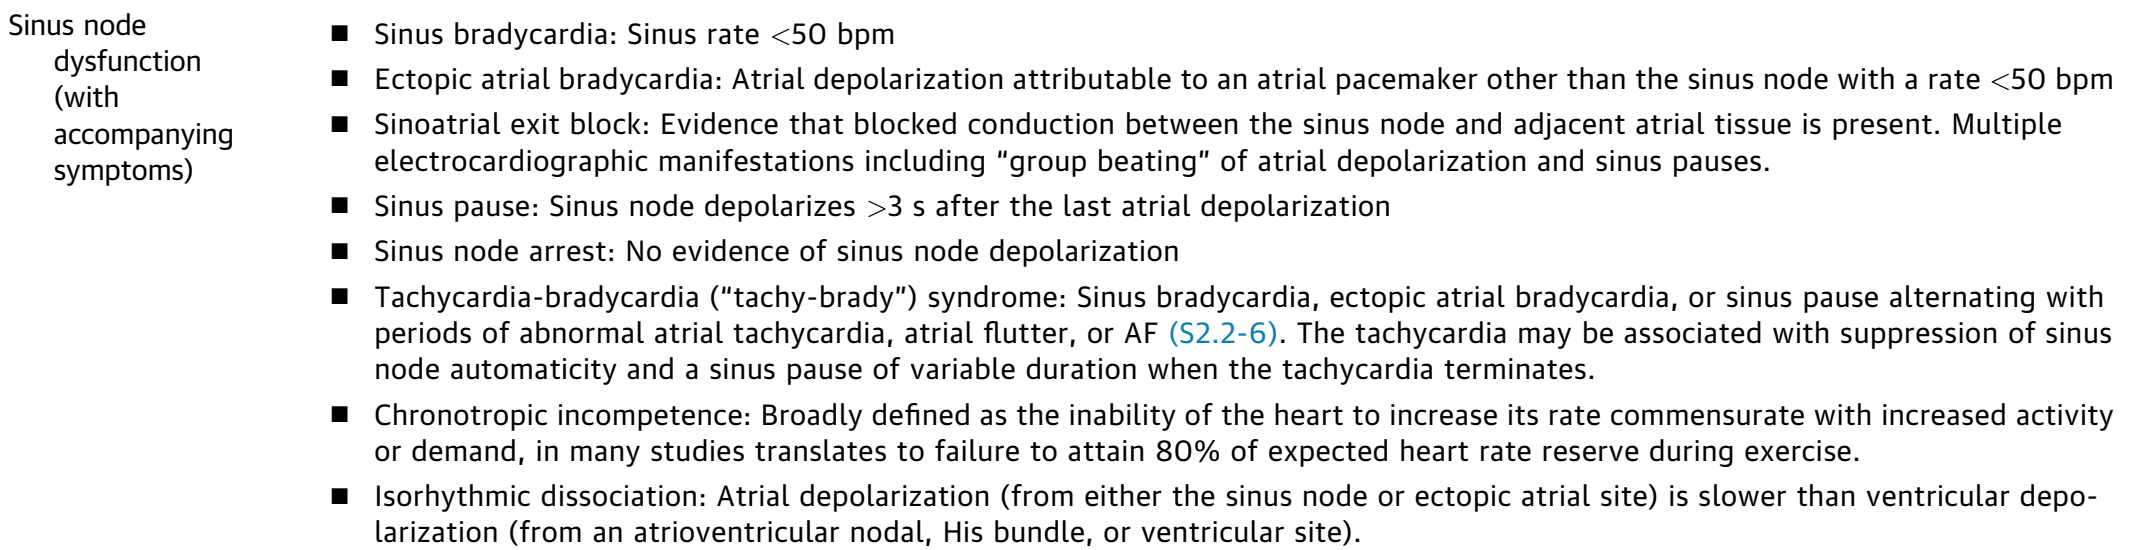 Sinus node
dysfunction
(with
accompanying
symptoms)
■ Sinus bradycardia: Sinus rate <50 bpm
■ Ectopic atrial bradycardia: Atrial depolarization attributable to an atrial pacemaker other than the sinus node with a rate <50 bpm
■ Sinoatrial exit block: Evidence that blocked conduction between the sinus node and adjacent atrial tissue is present. Multiple
electrocardiographic manifestations including “group beating” of atrial depolarization and sinus pauses.
■ Sinus pause: Sinus node depolarizes >3 s after the last atrial depolarization
■ Sinus node arrest: No evidence of sinus node depolarization
■ Tachycardia-bradycardia (“tachy-brady”) syndrome: Sinus bradycardia, ectopic atrial bradycardia, or sinus pause alternating with
periods of abnormal atrial tachycardia, atrial flutter, or AF (S2.2-6). The tachycardia may be associated with suppression of sinus
node automaticity and a sinus pause of variable duration when the tachycardia terminates.
■ Chronotropic incompetence: Broadly defined as the inability of the heart to increase its rate commensurate with increased activity
or demand, in many studies translates to failure to attain 80% of expected heart rate reserve during exercise.
■ Isorhythmic dissociation: Atrial depolarization (from either the sinus node or ectopic atrial site) is slower than ventricular depo-
larization (from an atrioventricular nodal, His bundle, or ventricular site).